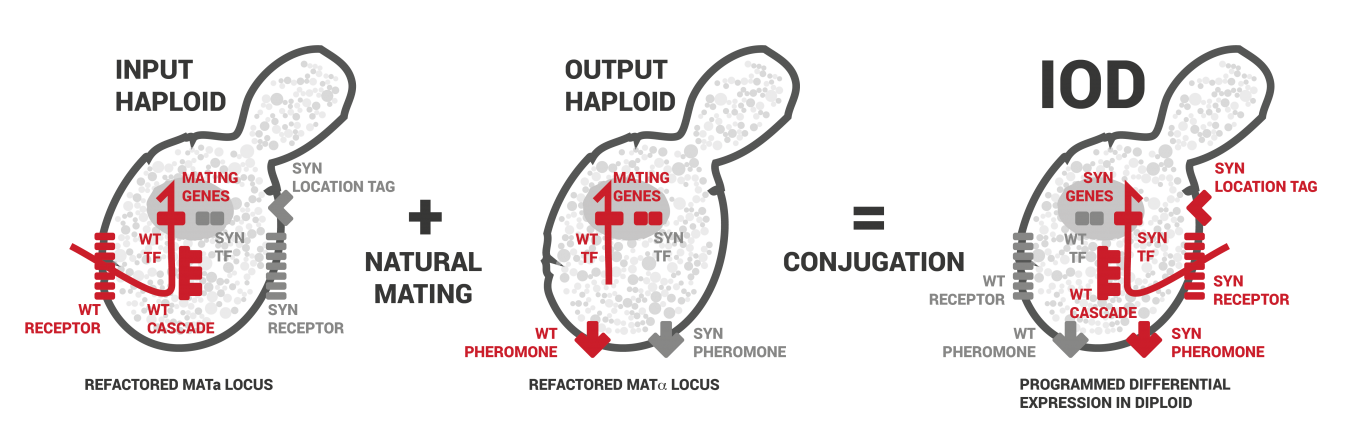 INPUT
HAPLOID
MATING
GENES
SYN
LOCATION TAG
WT
TF
SYN
TF
WT
RECEPTOR
WT
CASCADE
SYN
RECEPTOR
REFACTORED MATa LOCUS
+
NATURAL
MATING
OUTPUT
HAPLOID
MATING
GENES
WT
TF
SYN
TF
WT
PHEROMONE
SYN
PHEROMONE
REFACTORED MATα LOCUS
=
CONJUGATION
IOD
SYN
GENES
SYN
LOCATION TAG
WT
TF
SYN
TF
WT
RECEPTOR
WT
CASCADE
SYN
RECEPTOR
WT
PHEROMONE
SYN
PHEROMONE
PROGRAMMED DIFFERENTIAL
EXPRESSION IN DIPLOID